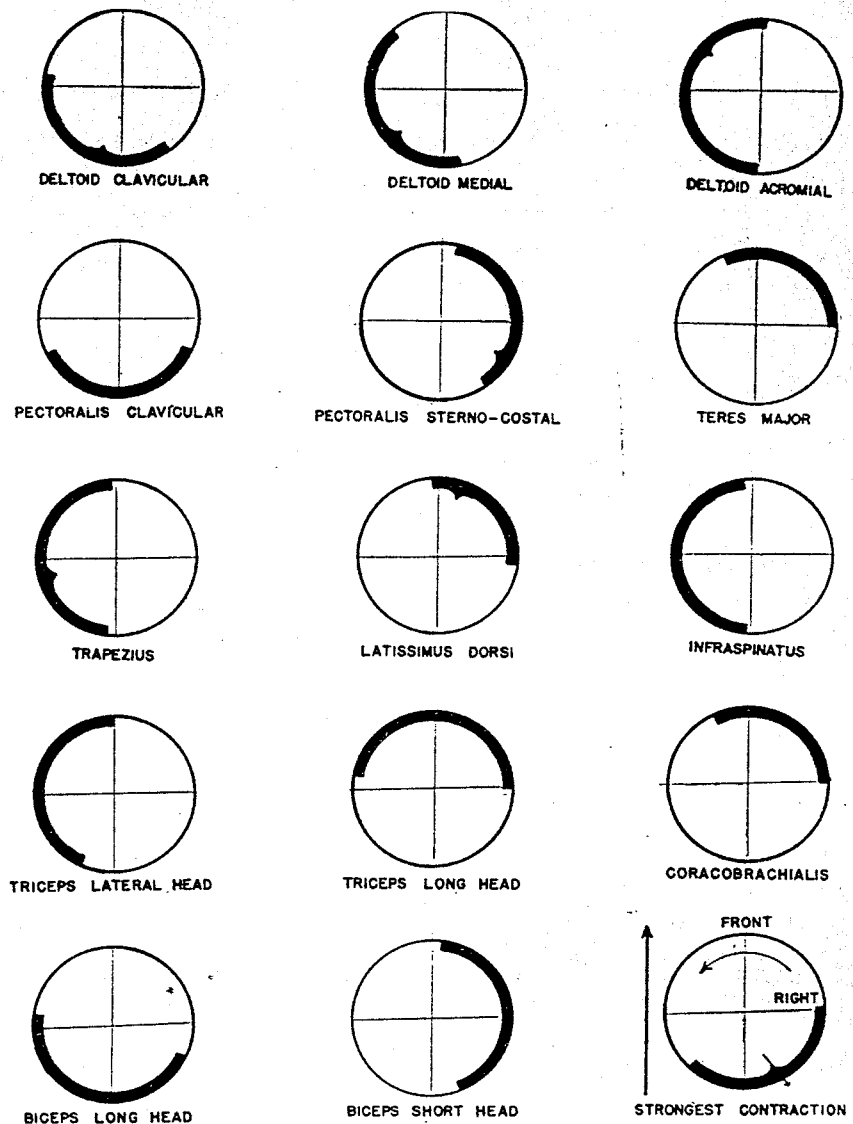 DELTOID CLAVICULAR
DELTOID MEDIAL
DELTOID ACROMIAL
PECTORALIS CLAVICULAR
PECTORALIS STERNO-COSTAL
TERES MAJOR
TRAPEZIUS
LATISSIMUS DORSI
INFRASPINATUS
TRICEPS LATERAL HEAD
TRICEPS LONG HEAD
CORACOBRACHIALIS
FRONT
RIGHT
BICEPS LONG HEAD
BICEPS SHORT HEAD
STRONGEST CONTRACTION